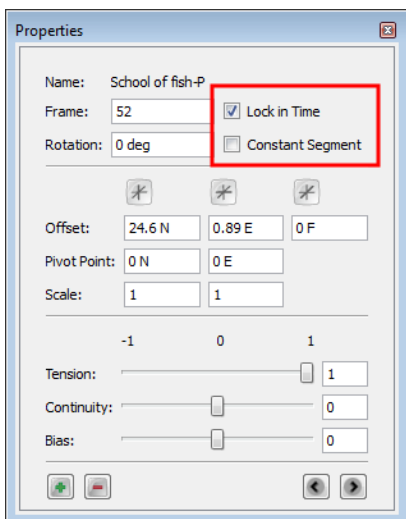 Properties
Name: School of fish-P
Frame: 52 Lock in Time
Rotation: 0 deg Constant Segment
Offset: 24.6 N 0.89 E 0 F
Pivot Point: 0 N 0 E
Scale: 1 1
-1 0 1
Tension: 1
Continuity: 0
Bias: 0